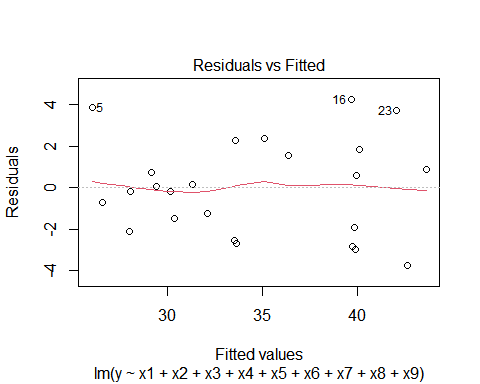 Residuals vs Fitted
Residuals
4
2
0
-2
-4
5
16
23
30 35 40
Fitted values
lm(y ~ x1 + x2 + x3 + x4 + x5 + x6 + x7 + x8 + x9)